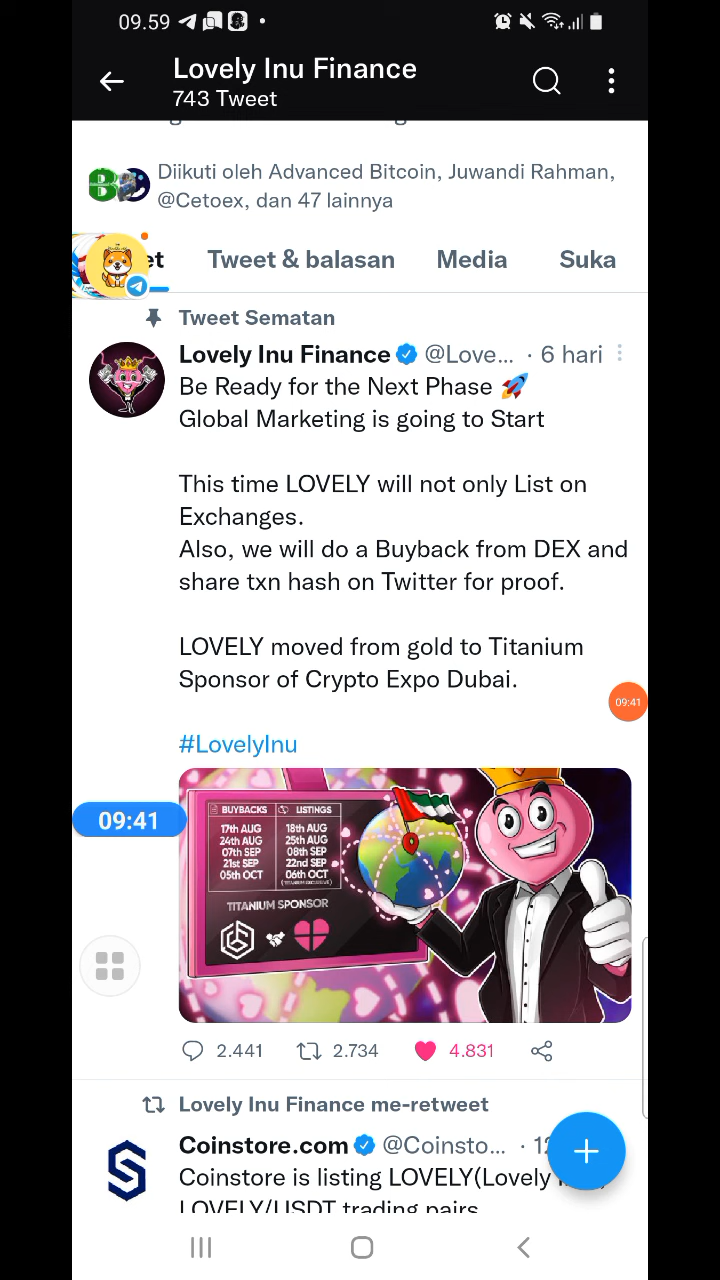 09.59
Lovely Inu Finance
743 Tweet
Diikuti oleh Advanced Bitcoin, Juwandi Rahman,
@Cetoex, dan 47 lainnya
et Tweet & balasan Media Suka
Tweet Sematan
Lovely Inu Finance @Love... · 6 hari
Be Ready for the Next Phase 🚀
Global Marketing is going to Start
This time LOVELY will not only List on
Exchanges.
Also, we will do a Buyback from DEX and
share txn hash on Twitter for proof.
LOVELY moved from gold to Titanium
Sponsor of Crypto Expo Dubai.
09:41
#LovelyInu
09:41
BUYBACKS LISTINGS
17th AUG 18th AUG
24th AUG 25th AUG
07th SEP 08th SEP
21st SEP 22nd SEP
05th OCT 06th OCT
(TITANIUM EXCLUSIVE)
TITANIUM SPONSOR
2.441 2.734 4.831
Lovely Inu Finance me-retweet
Coinstore.com @Coinsto... · 12
Coinstore is listing LOVELY(Lovely
LOVELY/USDT trading pairs